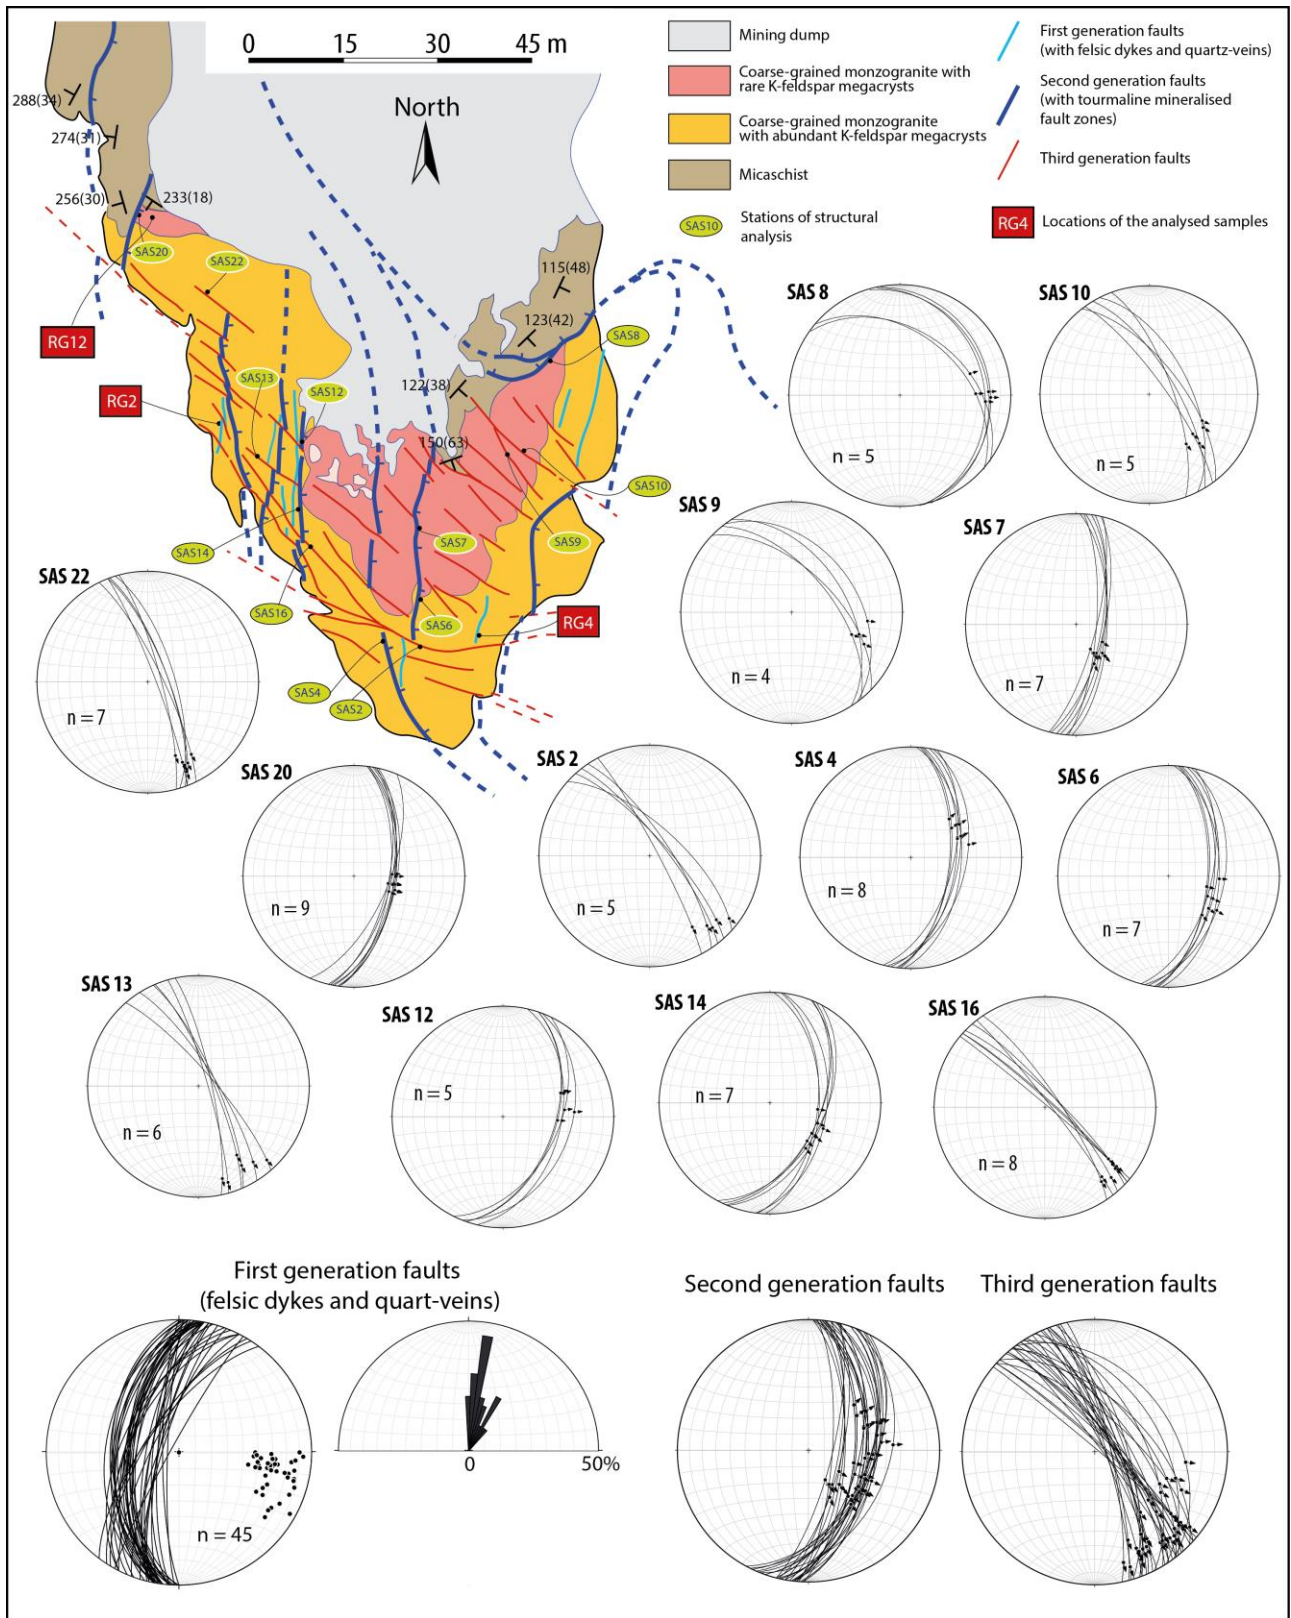 0 15 30 45 m
North
Mining dump
Coarse-grained monzogranite with
rare K-feldspar megacrysts
Coarse-grained monzogranite
with abundant K-feldspar megacrysts
Micaschist
SAS10
Stations of structural
analysis
First generation faults
(with felsic dykes and quartz-veins)
Second generation faults
(with tourmaline mineralised
fault zones)
Third generation faults
RG4
Locations of the analysed samples
288(34)
274(31)
256(30)
233(18)
SAS20
SAS22
RG12
115(48)
123(42)
SAS8
SAS13
SAS12
122(38)
RG2
150(63)
SAS10
SAS14
SAS7
SAS9
SAS16
SAS6
RG4
SAS4
SAS2
SAS 8
n = 5
SAS 10
n = 5
SAS 9
n = 4
SAS 7
n = 7
SAS 22
n = 7
SAS 20
n = 9
SAS 2
n = 5
SAS 4
n = 8
SAS 6
n = 7
SAS 13
n = 6
SAS 12
n = 5
SAS 14
n = 7
SAS 16
n = 8
First generation faults
(felsic dykes and quart-veins)
n = 45
0 50%
Second generation faults
Third generation faults